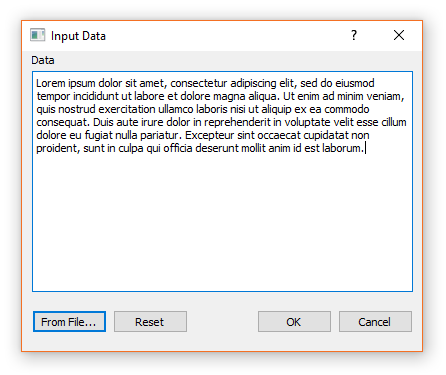 Input Data
?
Data
Lorem ipsum dolor sit amet, consectetur adipiscing elit, sed do eiusmod
tempor incididunt ut labore et dolore magna aliqua. Ut enim ad minim veniam,
quis nostrud exercitation ullamco laboris nisi ut aliquip ex ea commodo
consequat. Duis aute irure dolor in reprehenderit in voluptate velit esse cillum
dolore eu fugiat nulla pariatur. Excepteur sint occaecat cupidatat non
proident, sunt in culpa qui officia deserunt mollit anim id est laborum.
From File... Reset OK Cancel